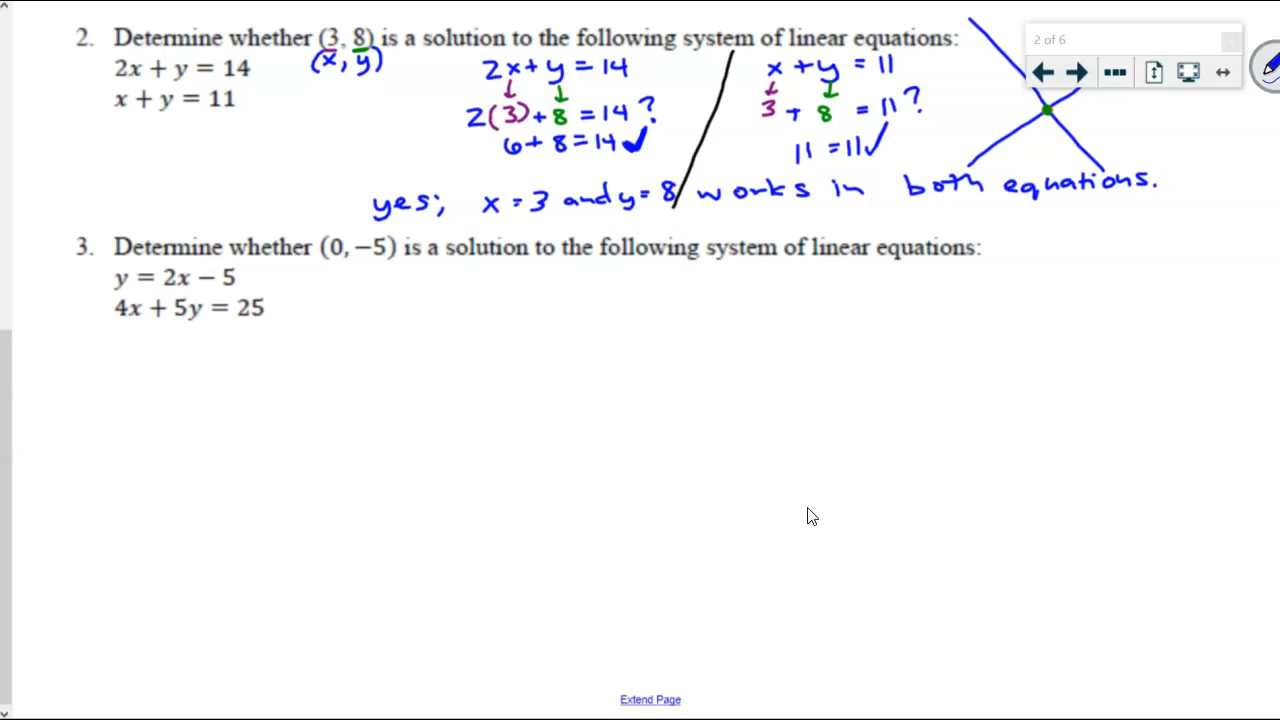 2. Determine whether (3, 8) is a solution to the following system of linear equations:
(x, y)
2x + y = 14
x + y = 11
2x + y = 14
2(3) + 8 = 14 ?
6 + 8 = 14 ✓
x + y = 11
3 + 8 = 11 ?
11 = 11 ✓
yes; x = 3 and y = 8 works in both equations.
3. Determine whether (0, −5) is a solution to the following system of linear equations:
y = 2x − 5
4x + 5y = 25
2 of 6
Extend Page